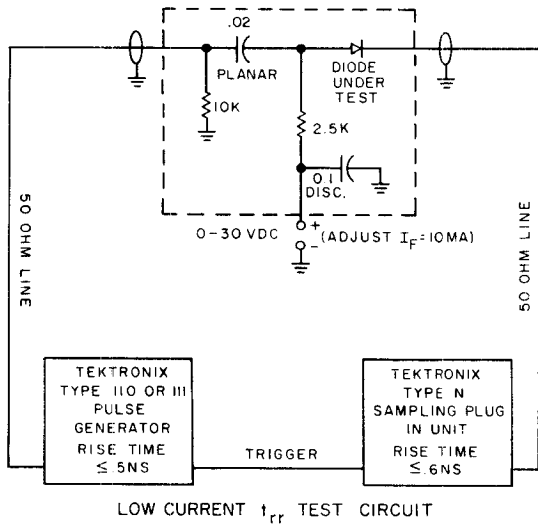 .02
PLANAR
DIODE
UNDER
TEST
10K
2.5K
0.1
DISC.
0-30 VDC
+
-
(ADJUST IF=10MA)
50 OHM LINE
50 OHM LINE
TEKTRONIX
TYPE 110 OR 111
PULSE
GENERATOR
RISE TIME
≤.5NS
TRIGGER
TEKTRONIX
TYPE N
SAMPLING PLUG
IN UNIT
RISE TIME
≤.6NS
LOW CURRENT trr TEST CIRCUIT